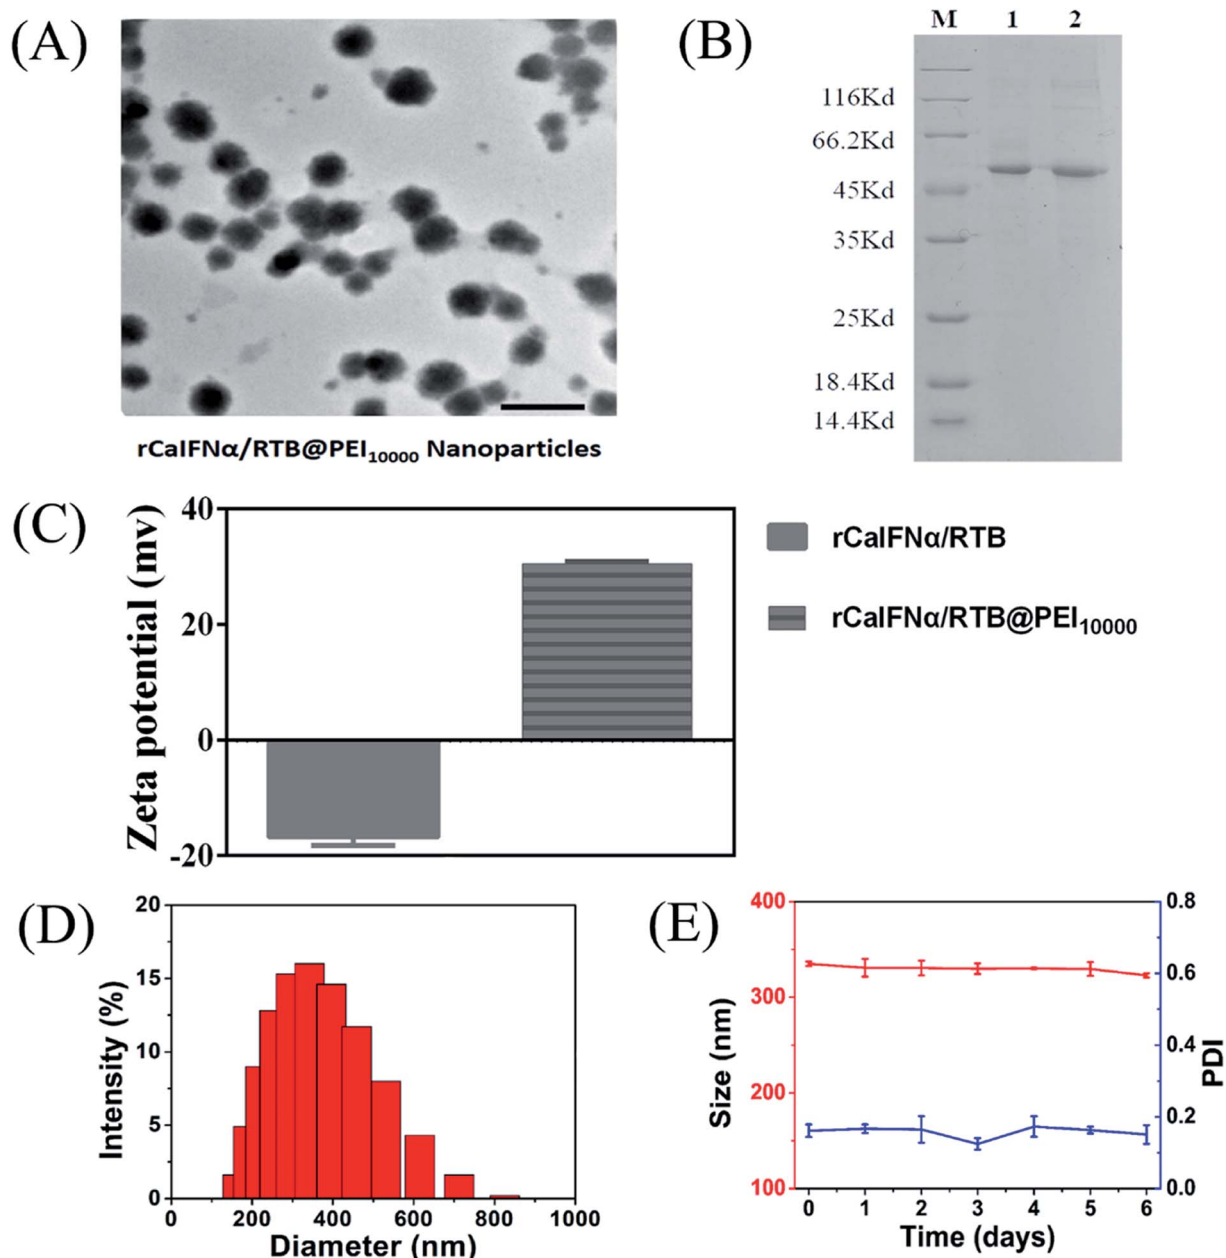 (A)
rCaIFNα/RTB@PEI10000 Nanoparticles
(B)
M 1 2
116Kd
66.2Kd
45Kd
35Kd
25Kd
18.4Kd
14.4Kd
(C)
Zeta potential (mv)
40
20
0
-20
rCaIFNα/RTB
rCaIFNα/RTB@PEI10000
(D)
Intensity (%)
20
15
10
5
0
0 200 400 600 800 1000
Diameter (nm)
(E)
Size (nm)
400
300
200
100
0.8
0.6
0.4
0.2
0.0
PDI
0 1 2 3 4 5 6
Time (days)